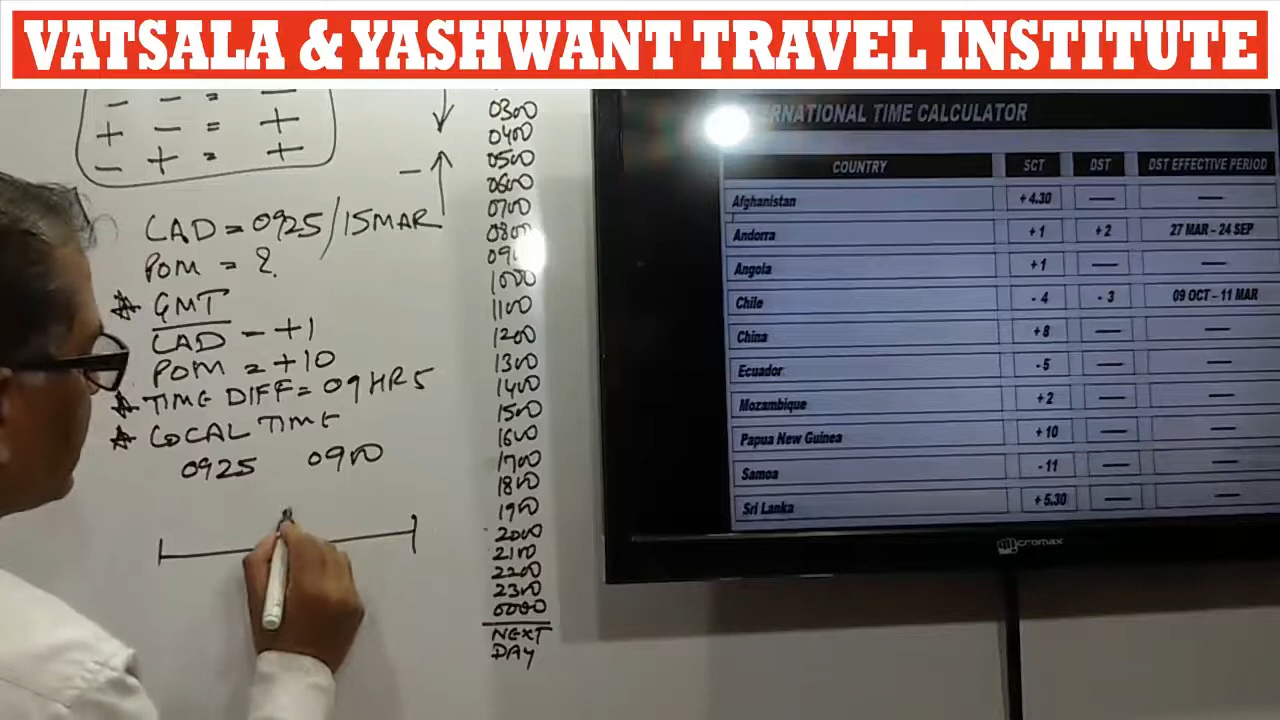 VATSALA & YASHWANT TRAVEL INSTITUTE
- - = -
+ - = +
- + = +
-
CAD = 0925/15MAR
POM = ?
GMT
CAD - +1
POM = +10
TIME DIFF = 09 HRS
LOCAL TIME
0925 0900
0300
0400
0500
0600
0700
0800
1000
1100
1200
1300
1400
1500
1600
1700
1800
1900
2000
2100
2200
2300
0000
NEXT
DAY
TIME CALCULATOR
COUNTRY SCT DST DST EFFECTIVE PERIOD
Afghanistan + 4.30 — —
Andorra + 1 + 2 27 MAR - 24 SEP
Angola + 1 — —
Chile - 4 - 3 09 OCT - 11 MAR
China + 8 — —
Ecuador - 5 — —
Mozambique + 2 — —
Papua New Guinea + 10 — —
Samoa - 11 — —
Sri Lanka + 5.30 — —
micromax